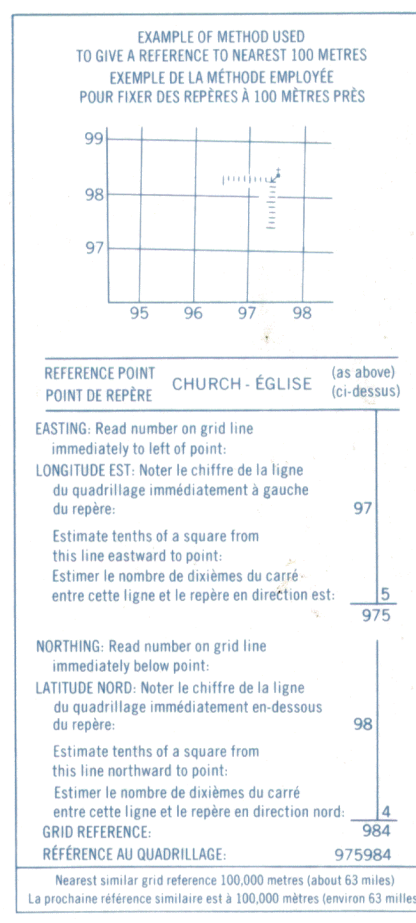 EXAMPLE OF METHOD USED
TO GIVE A REFERENCE TO NEAREST 100 METRES
EXEMPLE DE LA MÉTHODE EMPLOYÉE
POUR FIXER DES REPÈRES À 100 MÈTRES PRÈS
99
98
97
95 96 97 98
REFERENCE POINT
POINT DE REPÈRE
CHURCH - ÉGLISE
(as above)
(ci-dessus)
EASTING: Read number on grid line
immediately to left of point:
LONGITUDE EST: Noter le chiffre de la ligne
du quadrillage immédiatement à gauche
du repère: 97
Estimate tenths of a square from
this line eastward to point:
Estimer le nombre de dixièmes du carré
entre cette ligne et le repère en direction est: 5
975
NORTHING: Read number on grid line
immediately below point:
LATITUDE NORD: Noter le chiffre de la ligne
du quadrillage immédiatement en-dessous
du repère: 98
Estimate tenths of a square from
this line northward to point:
Estimer le nombre de dixièmes du carré
entre cette ligne et le repère en direction nord: 4
GRID REFERENCE: 984
RÉFÉRENCE AU QUADRILLAGE: 975984
Nearest similar grid reference 100,000 metres (about 63 miles)
La prochaine référence similaire est à 100,000 mètres (environ 63 milles